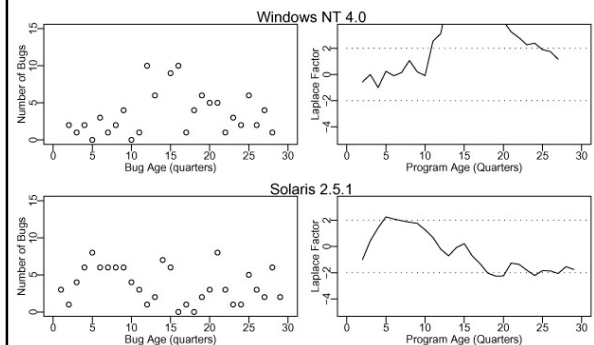 Windows NT 4.0
Number of Bugs
15
10
5
0
0 5 10 15 20 25 30
Bug Age (quarters)
Laplace Factor
2
0
-2
-4
0 5 10 15 20 25 30
Program Age (Quarters)
Solaris 2.5.1
Number of Bugs
15
10
5
0
0 5 10 15 20 25 30
Bug Age (quarters)
Laplace Factor
2
0
-2
-4
0 5 10 15 20 25 30
Program Age (Quarters)